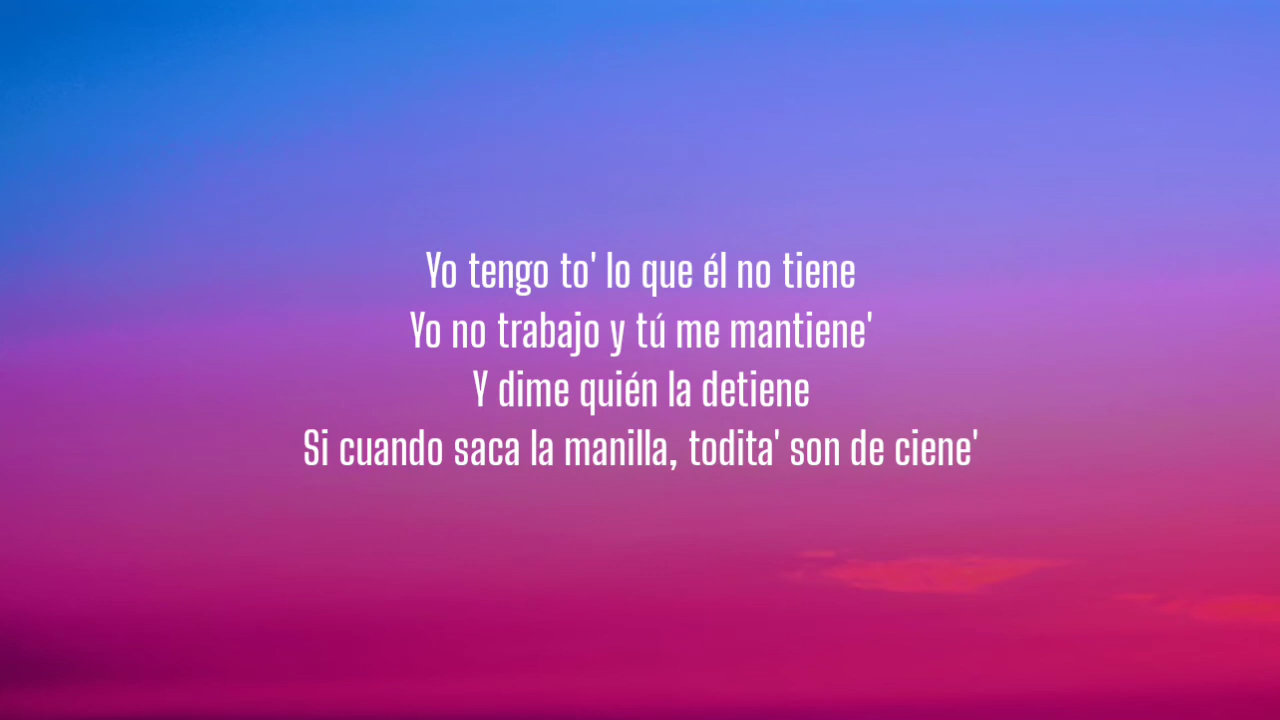 Yo tengo to' lo que él no tiene
Yo no trabajo y tú me mantiene'
Y dime quién la detiene
Si cuando saca la manilla, todita' son de ciene'